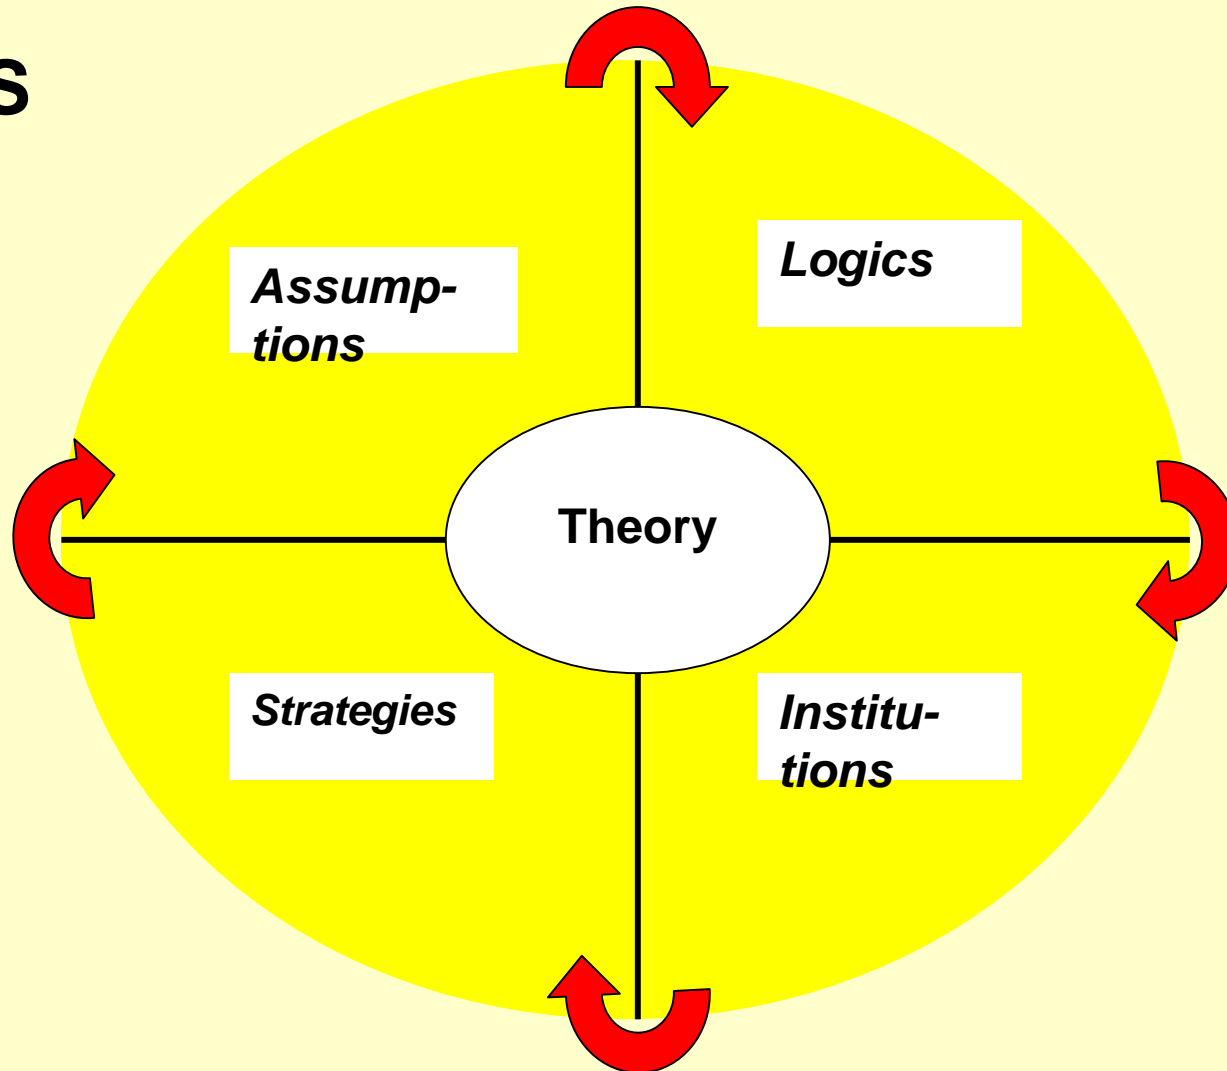 s
Assump-
tions
Logics
Theory
Strategies
Institu-
tions